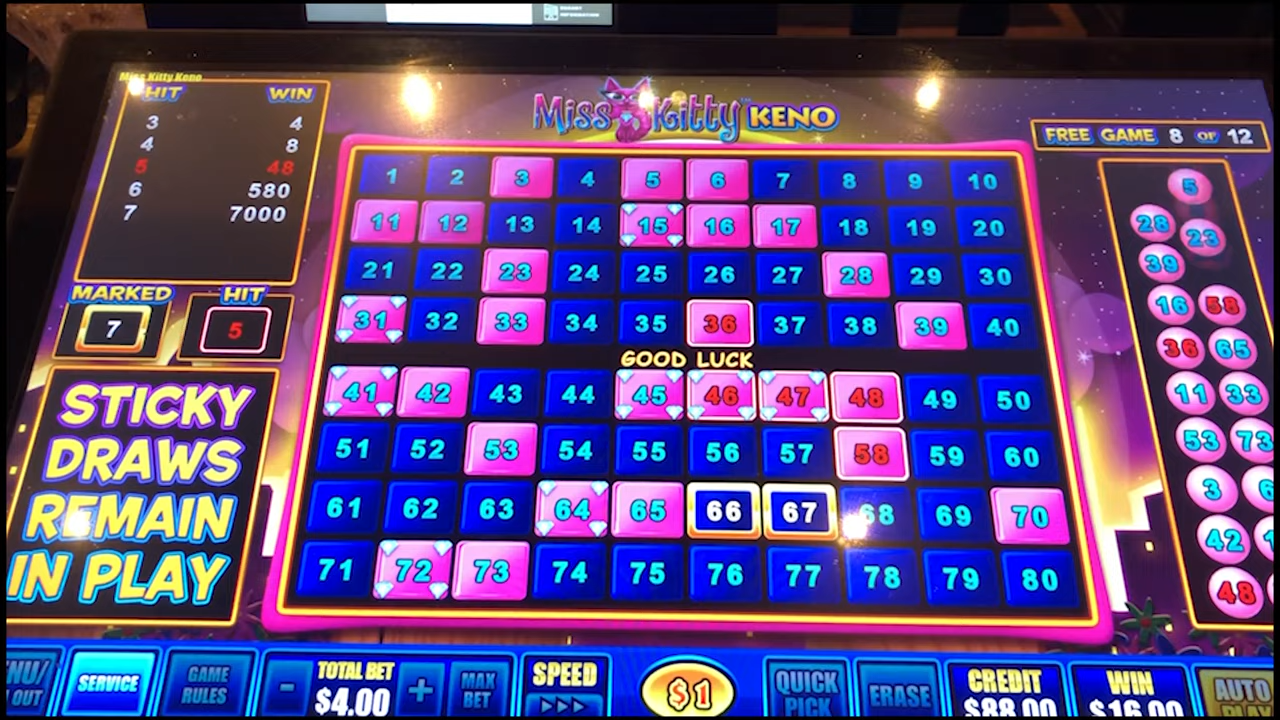 Miss Kitty Keno
HIT WIN
3 4
4 8
5 48
6 580
7 7000
MARKED HIT
7 5
STICKY
DRAWS
REMAIN
IN PLAY
Miss Kitty KENO
1 2 3 4 5 6 7 8 9 10
11 12 13 14 15 16 17 18 19 20
21 22 23 24 25 26 27 28 29 30
31 32 33 34 35 36 37 38 39 40
GOOD LUCK
41 42 43 44 45 46 47 48 49 50
51 52 53 54 55 56 57 58 59 60
61 62 63 64 65 66 67 68 69 70
71 72 73 74 75 76 77 78 79 80
FREE GAME 8 OF 12
5
28 23
39
16 58
36 65
11 33
53 73
3
42
48
SERVICE
GAME
RULES
- TOTAL BET +
$4.00
MAX
BET
SPEED
$1
QUICK
PICK
ERASE
CREDIT
$88.00
WIN
$16.00
AUTO
PLAY